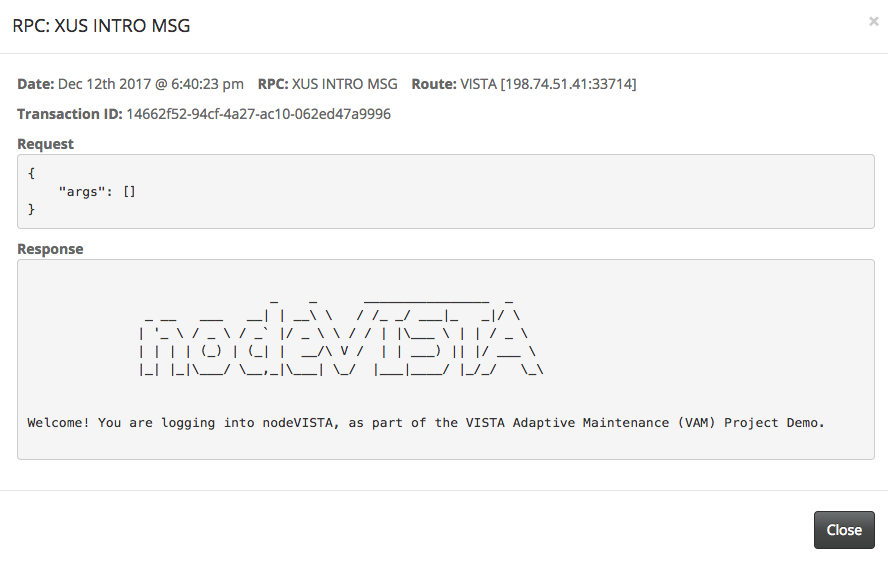 RPC: XUS INTRO MSG
×
Date: Dec 12th 2017 @ 6:40:23 pm RPC: XUS INTRO MSG Route: VISTA [198.74.51.41:33714]
Transaction ID: 14662f52-94cf-4a27-ac10-062ed47a9996
Request
{
    "args": []
}
Response
nodeVISTA
Welcome! You are logging into nodeVISTA, as part of the VISTA Adaptive Maintenance (VAM) Project Demo.
Close